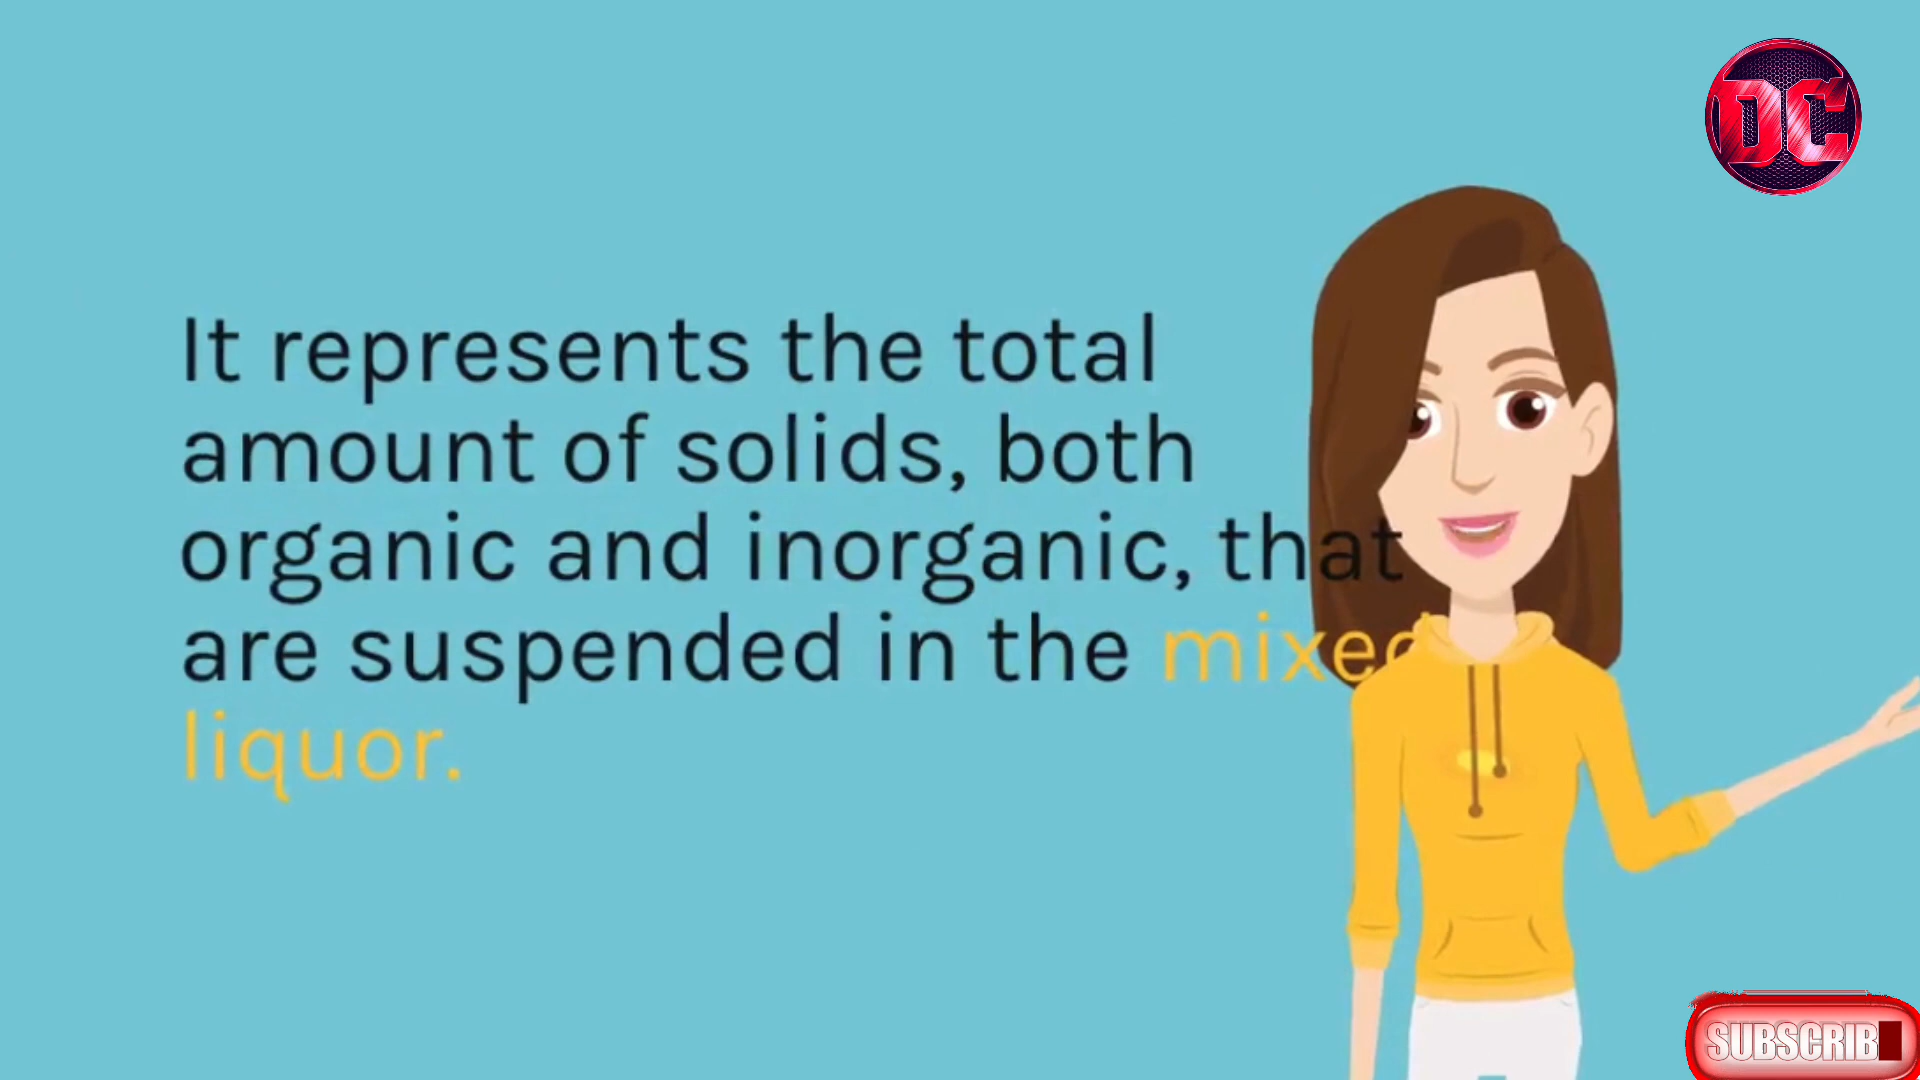 DC
It represents the total
amount of solids, both
organic and inorganic, that
are suspended in the mixed
liquor.
SUBSCRIB